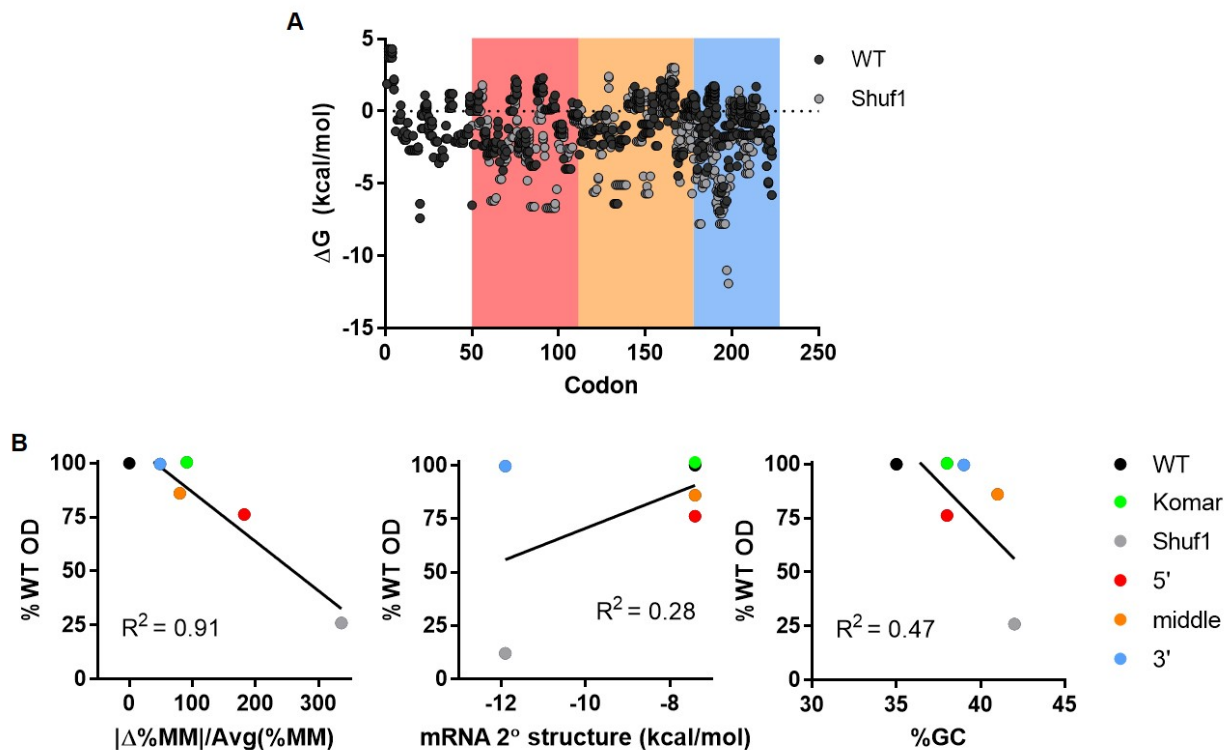 A
5
0
-5
-10
-15
ΔG (kcal/mol)
0 50 100 150 200 250
Codon
WT
Shuf1
B
100
75
50
25
0
%WT OD
R² = 0.91
0 100 200 300
|Δ%MM|/Avg(%MM)
100
75
50
25
0
%WT OD
R² = 0.28
-12 -10 -8
mRNA 2° structure (kcal/mol)
100
75
50
25
0
%WT OD
R² = 0.47
30 35 40 45
%GC
WT
Komar
Shuf1
5'
middle
3'